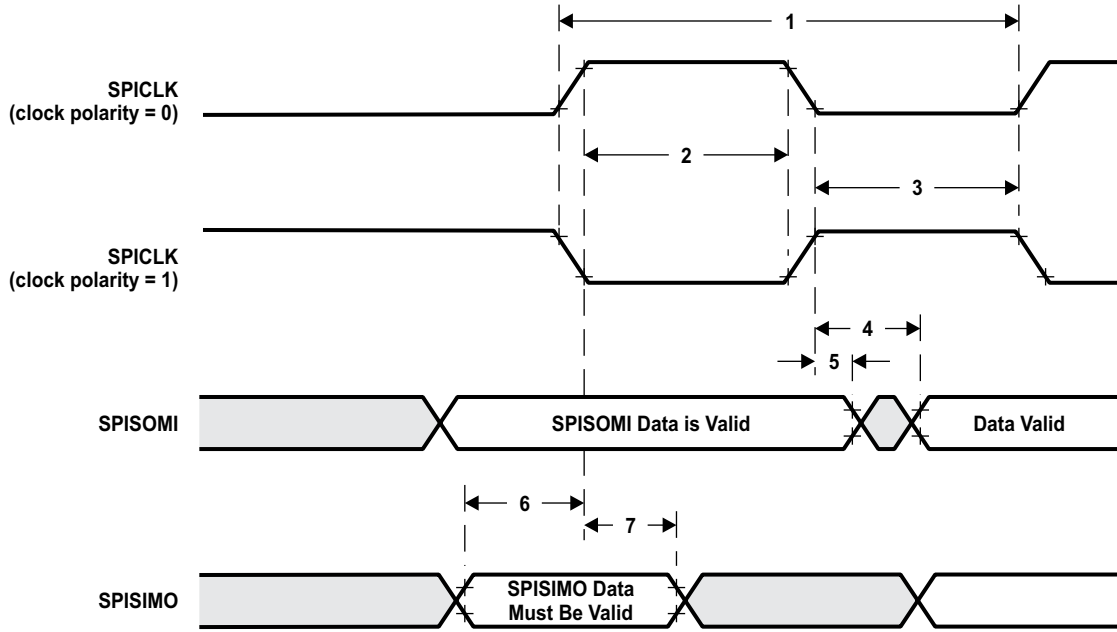 1
SPICLK
(clock polarity = 0)
2
3
SPICLK
(clock polarity = 1)
4
5
SPISOMI
SPISOMI Data is Valid
Data Valid
6
7
SPISIMO
SPISIMO Data
Must Be Valid